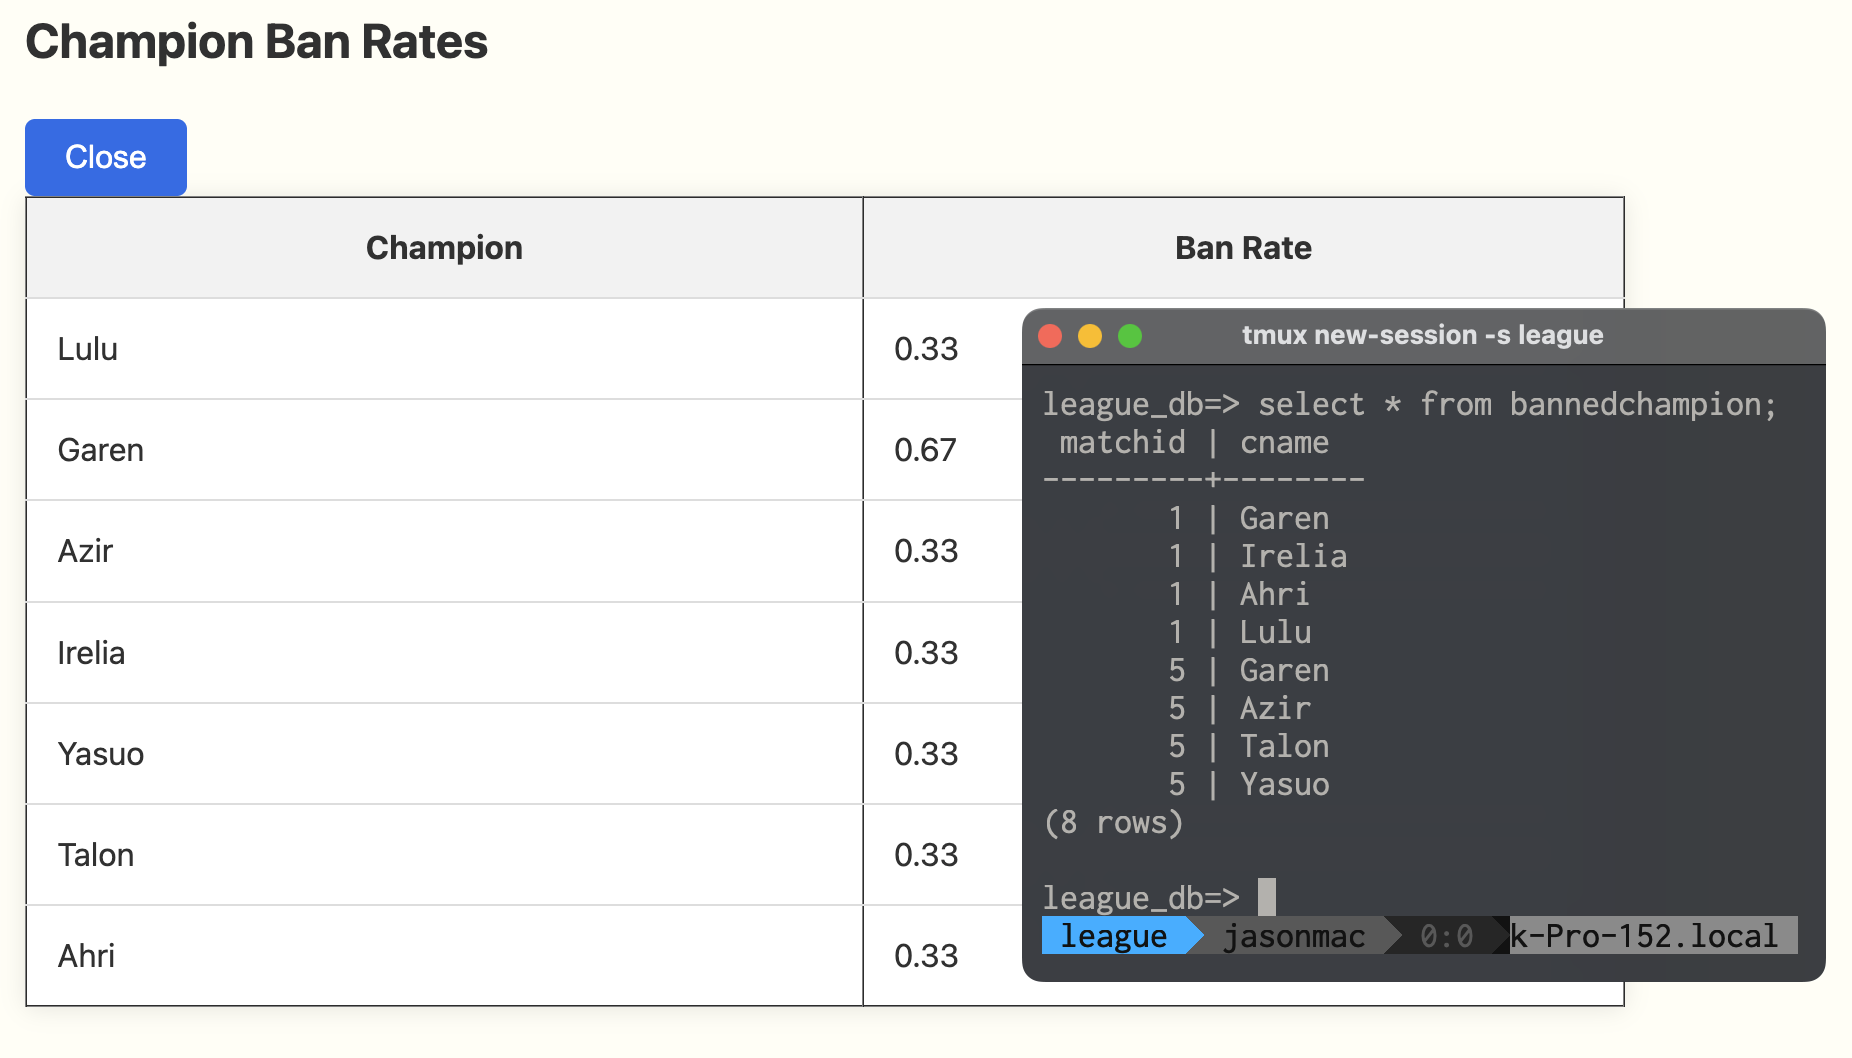 Champion Ban Rates
Close
Champion Ban Rate
Lulu 0.33
Garen 0.67
Azir 0.33
Irelia 0.33
Yasuo 0.33
Talon 0.33
Ahri 0.33
tmux new-session -s league
league_db=> select * from bannedchampion;
matchid | cname
---------+--------
1 | Garen
1 | Irelia
1 | Ahri
1 | Lulu
5 | Garen
5 | Azir
5 | Talon
5 | Yasuo
(8 rows)
league_db=>
league jasonmac 0:0 k-Pro-152.local